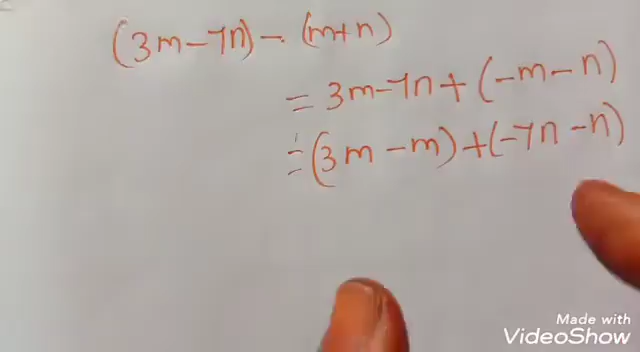 (3m-7n)-(m+n)
=3m-7n+(-m-n)
=(3m-m)+(-7n-n)
Made with
VideoShow